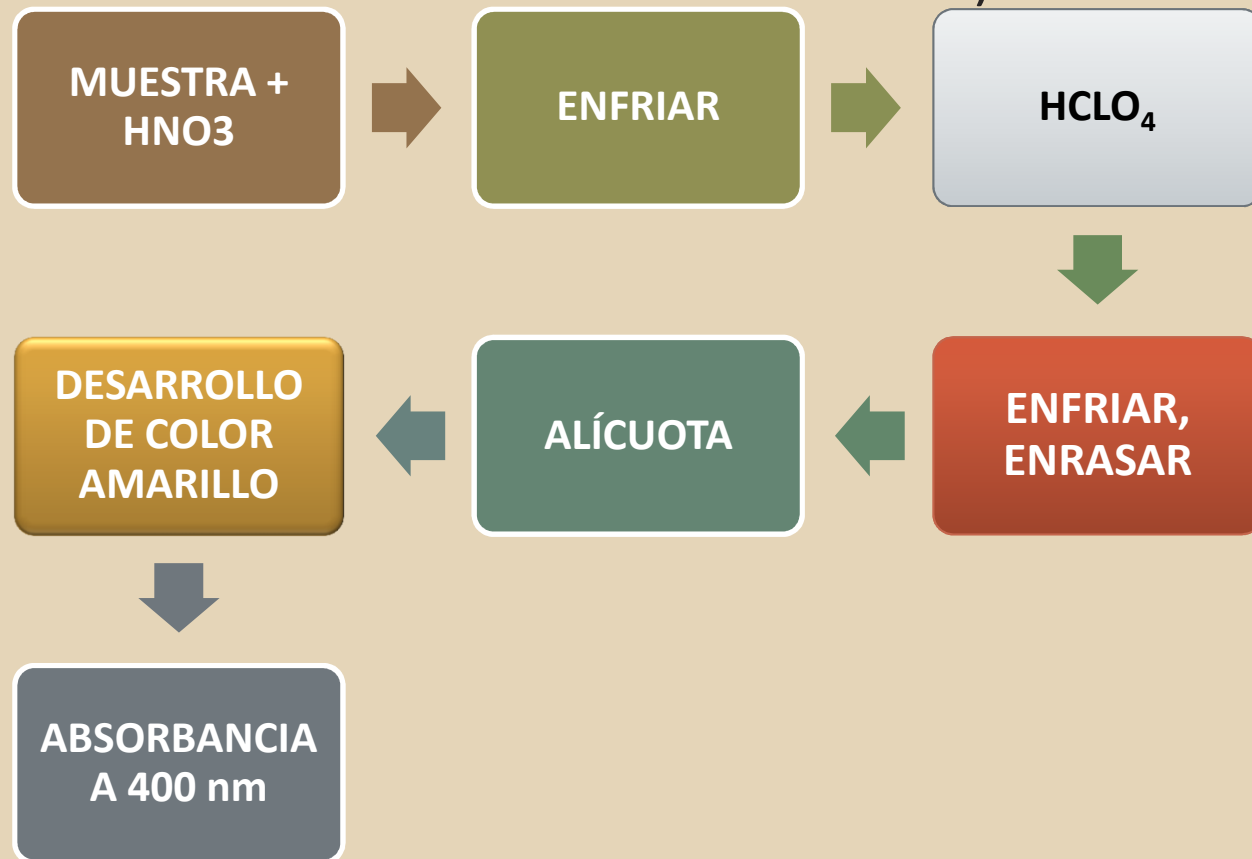 MUESTRA +
HNO3
ENFRIAR
HCLO₄
ENFRIAR,
ENRASAR
ALÍCUOTA
DESARROLLO
DE COLOR
AMARILLO
ABSORBANCIA
A 400 nm